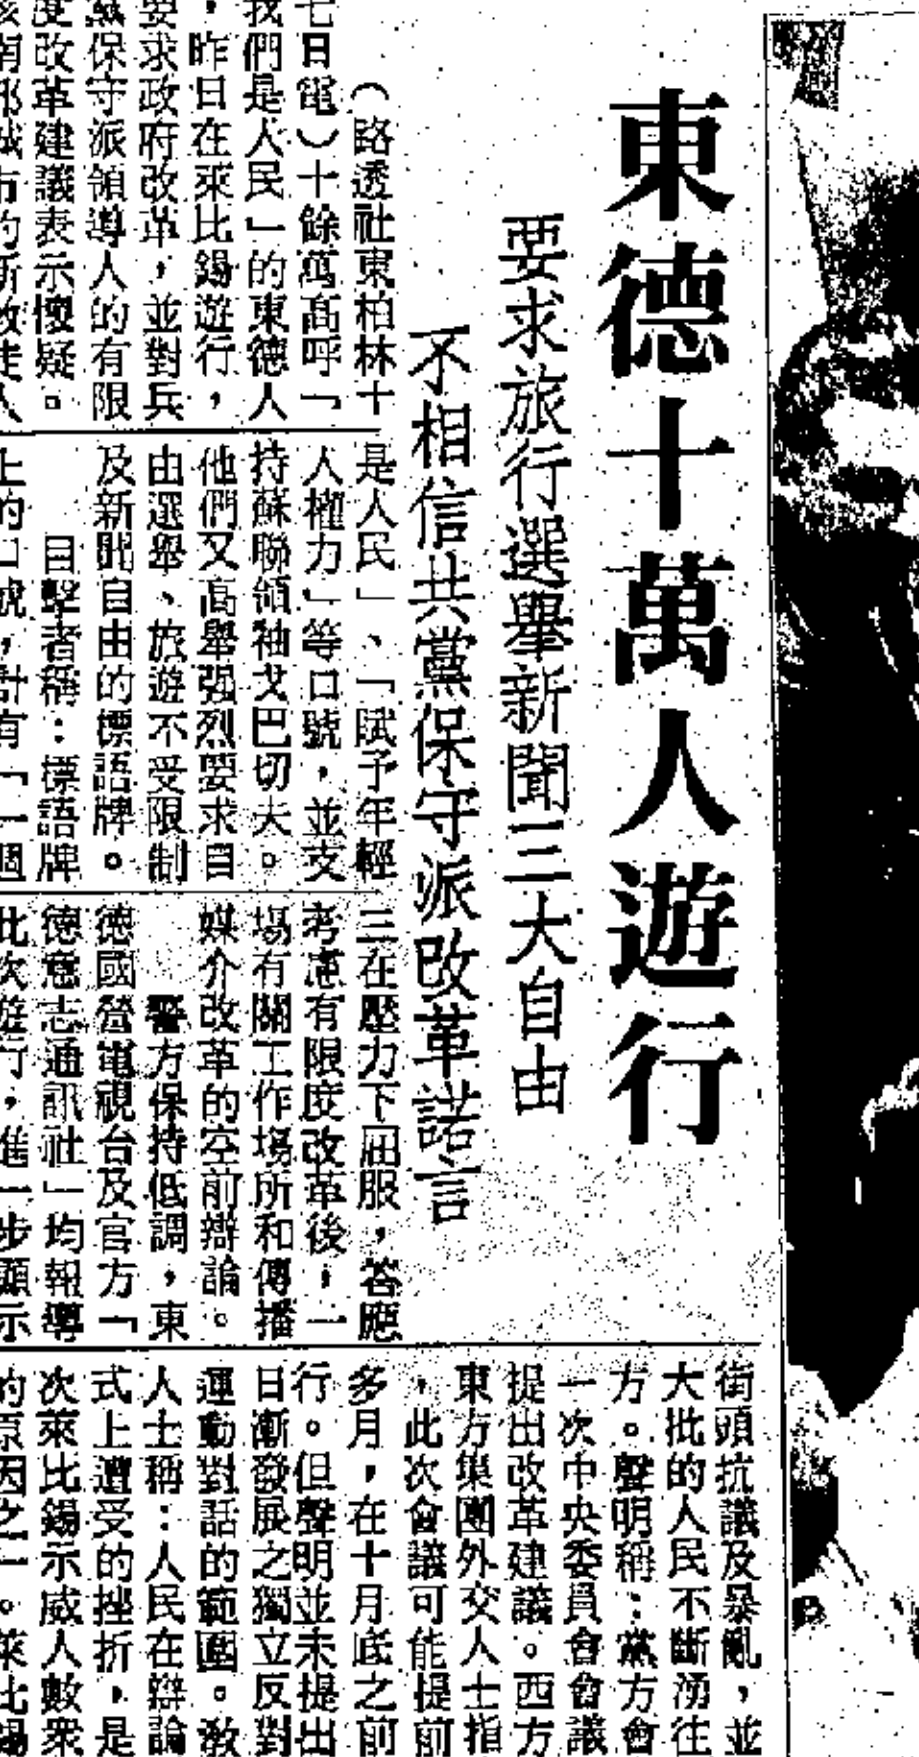 東德十萬人遊行
要求旅行選舉新聞三大自由
不相信共黨保守派改革諾言
（路透社東柏林十
七日電）十餘萬高呼「
我們是人民」的東德人
，昨日在萊比錫遊行，
要求政府改革，並對兵
黨保守派領導人的有限
度改革建議表示懷疑。
該南部城市的新教徒人
是人民」、「賦予年輕
人權力」等口號，並支
持蘇聯領袖戈巴切夫。
他們又高舉强烈要求自
由選舉、旅遊不受限制
及新聞自由的標語牌。
目擊者稱：標語牌
上的口號，計有「一週
三在壓力下屈服，答應
考慮有限度改革後，一
場有關工作場所和傳播
媒介改革的空前辯論。
警方保持低調，東
德國營電視台及官方「
德意志通訊社」均報導
此次遊行，進一步顯示
街頭抗議及暴亂，並
大批的人民不斷湧往
方。聲明稱：黨方會
一次中央委員會會議
提出改革建議。西方
東方集團外交人士指
，此次會議可能提前
多月，在十月底之前
行。但聲明並未提出
日漸發展之獨立反對
運動對話的範圍。教
人士稱：人民在辯論
式上遭受的挫折，是
次萊比錫示威人數眾
的原因之一。萊比錫